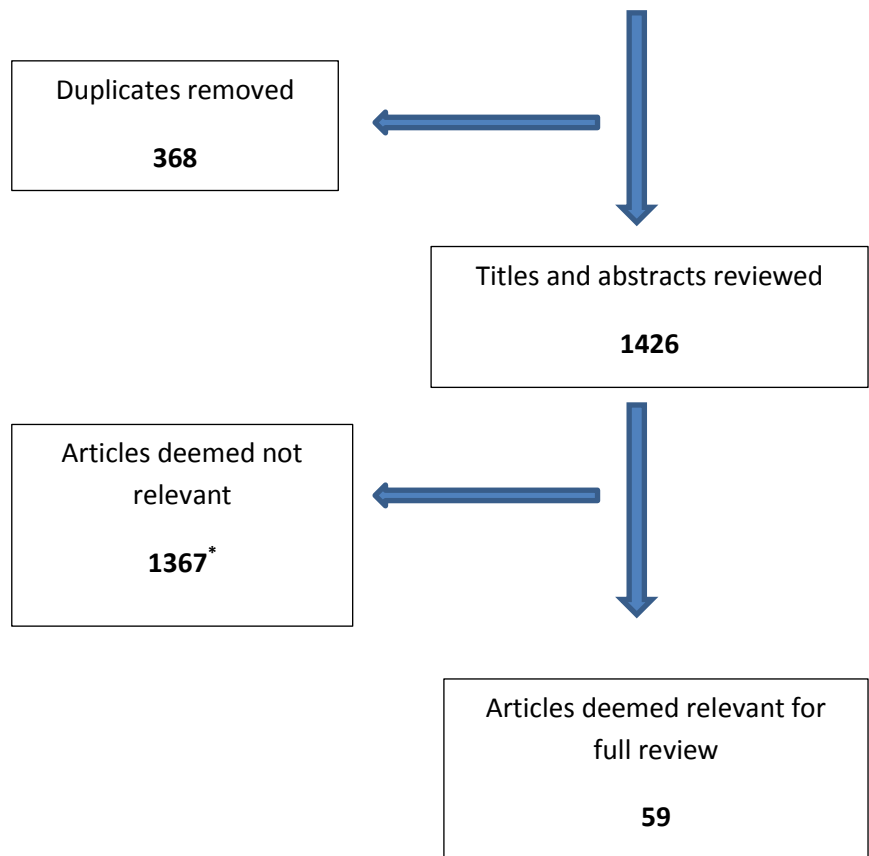 Duplicates removed
368
Titles and abstracts reviewed
1426
Articles deemed not
relevant
1367*
Articles deemed relevant for
full review
59